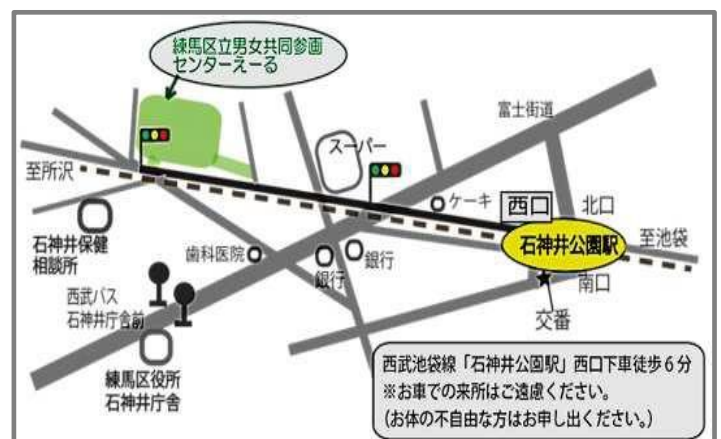 練馬区立男女共同参画
センターえーる
富士街道
スーパー
至所沢
ケーキ
西口
北口
石神井公園駅
至池袋
石神井保健
相談所
歯科医院
銀行
銀行
南口
交番
西武バス
石神井庁舎前
練馬区役所
石神井庁舎
西武池袋線「石神井公園駅」西口下車徒歩6分
※お車での来所はご遠慮ください。
(お体の不自由な方はお申し出ください。)